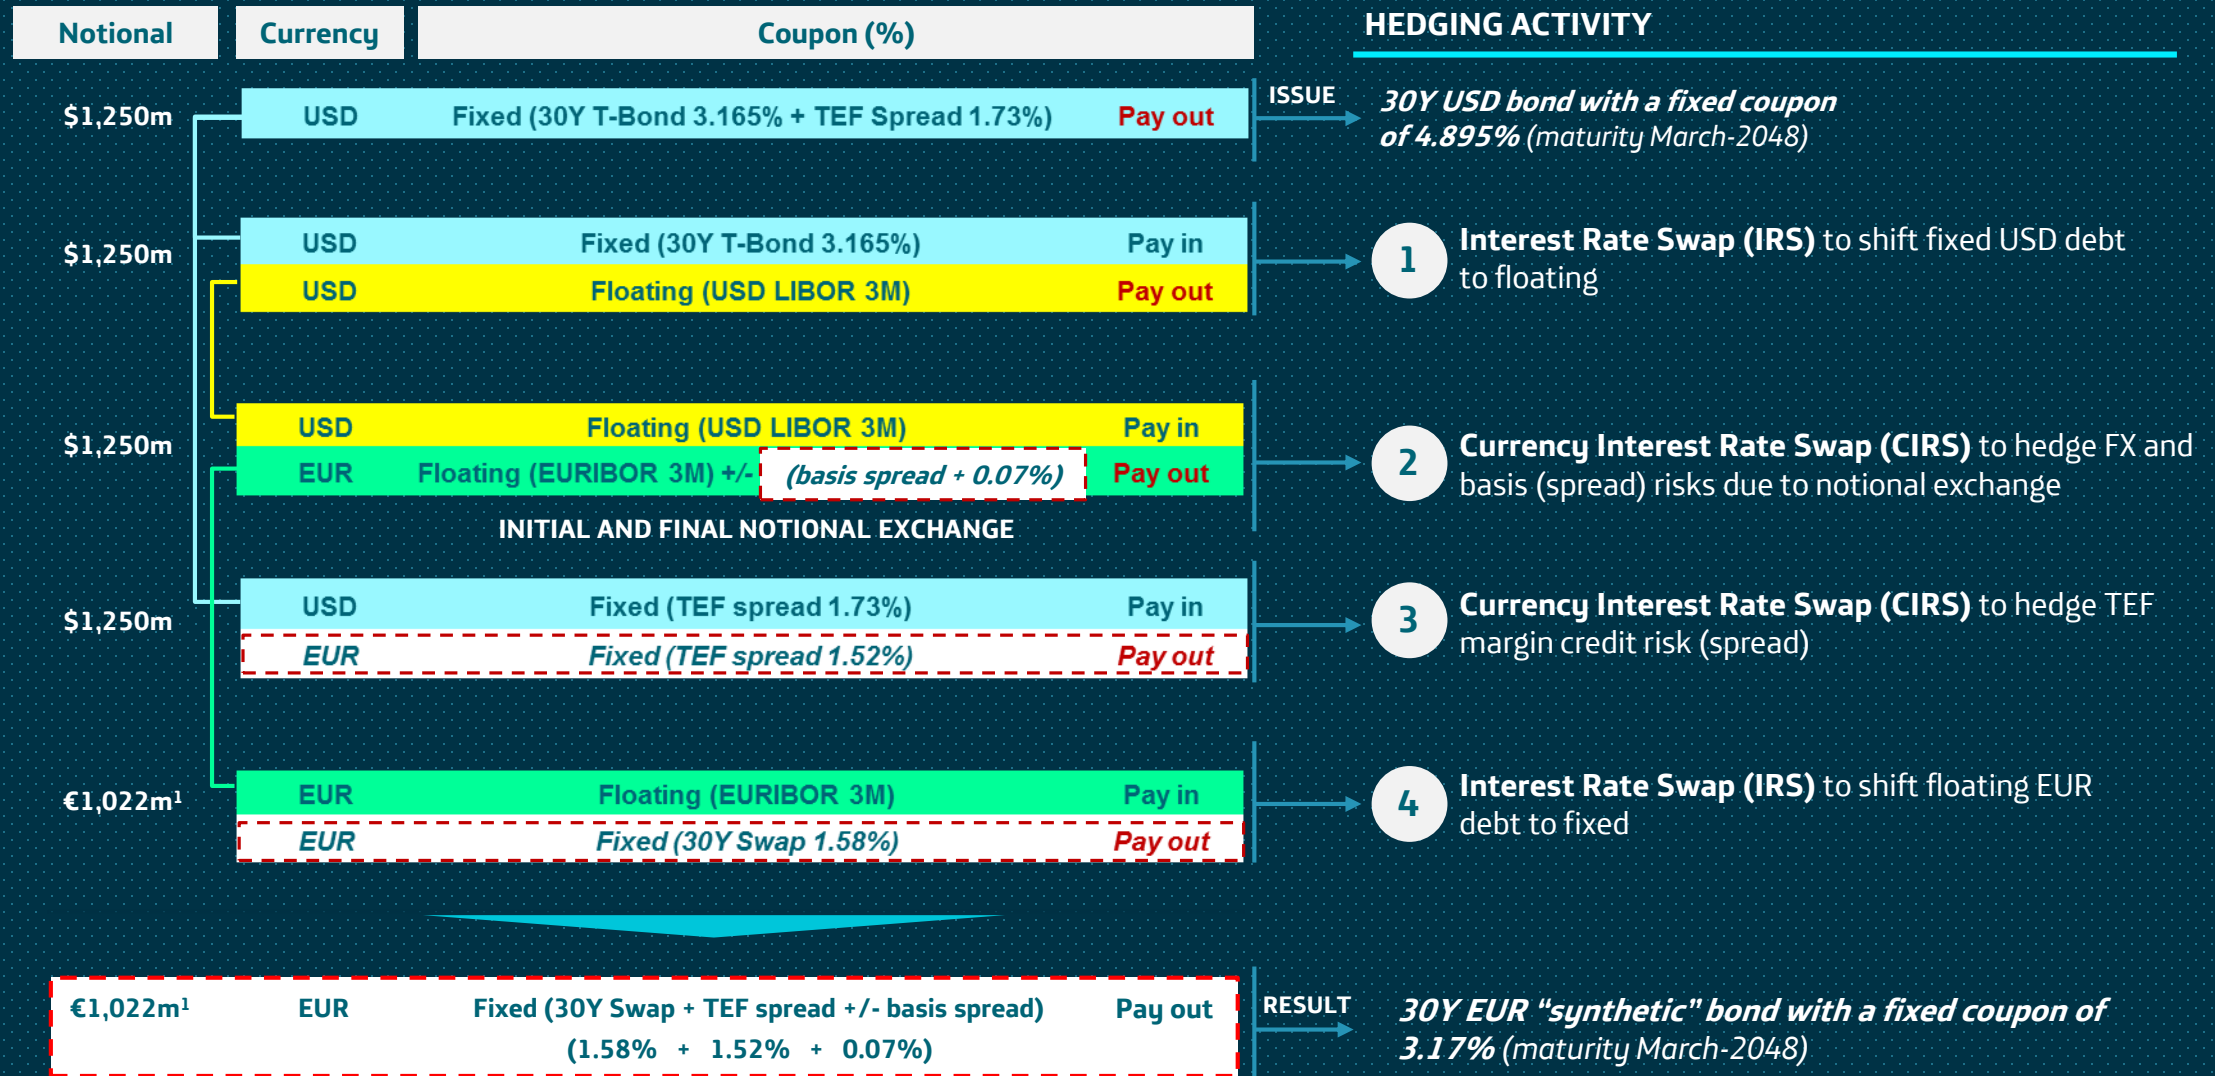 Notional Currency Coupon (%) HEDGING ACTIVITY
$1,250m USD Fixed (30Y T-Bond 3.165% + TEF Spread 1.73%) Pay out ISSUE
30Y USD bond with a fixed coupon
of 4.895% (maturity March-2048)
$1,250m
USD Fixed (30Y T-Bond 3.165%) Pay in
USD Floating (USD LIBOR 3M) Pay out
1 Interest Rate Swap (IRS) to shift fixed USD debt
to floating
$1,250m
USD Floating (USD LIBOR 3M) Pay in
EUR Floating (EURIBOR 3M) +/- (basis spread + 0.07%) Pay out
2 Currency Interest Rate Swap (CIRS) to hedge FX and
basis (spread) risks due to notional exchange
INITIAL AND FINAL NOTIONAL EXCHANGE
$1,250m
USD Fixed (TEF spread 1.73%) Pay in
EUR Fixed (TEF spread 1.52%) Pay out
3 Currency Interest Rate Swap (CIRS) to hedge TEF
margin credit risk (spread)
€1,022m¹
EUR Floating (EURIBOR 3M) Pay in
EUR Fixed (30Y Swap 1.58%) Pay out
4 Interest Rate Swap (IRS) to shift floating EUR
debt to fixed
€1,022m¹ EUR Fixed (30Y Swap + TEF spread +/- basis spread) Pay out RESULT
(1.58% + 1.52% + 0.07%)
30Y EUR “synthetic” bond with a fixed coupon of
3.17% (maturity March-2048)